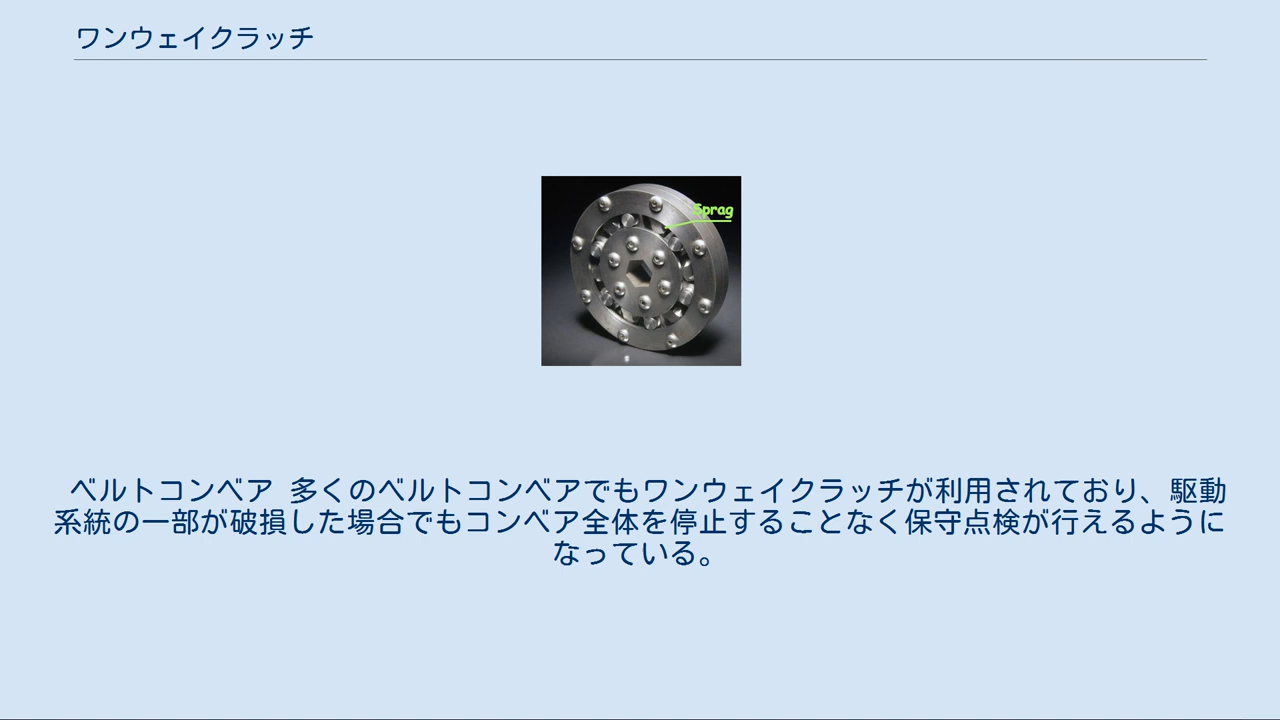 ワンウェイクラッチ
Sprag
ベルトコンベア 多くのベルトコンベアでもワンウェイクラッチが利用されており、駆動
系統の一部が破損した場合でもコンベア全体を停止することなく保守点検が行えるように
なっている。